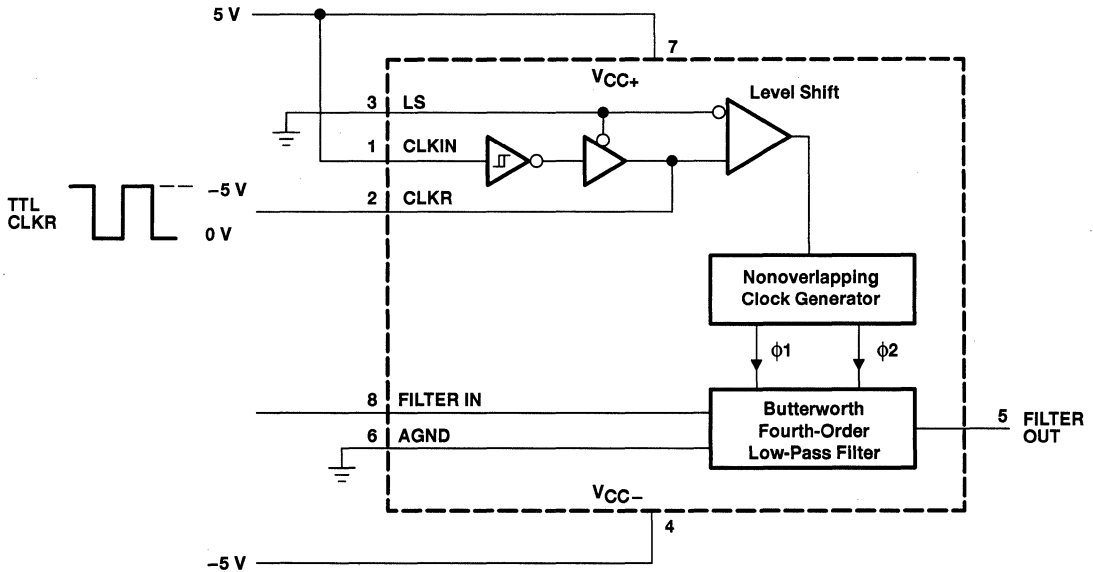 5 V
7
VCC+
Level Shift
3 LS
1 CLKIN
TTL
CLKR
–5 V
2 CLKR
0 V
Nonoverlapping
Clock Generator
ϕ1 ϕ2
8 FILTER IN
Butterworth
Fourth-Order
Low-Pass Filter
5 FILTER
OUT
6 AGND
VCC–
4
–5 V